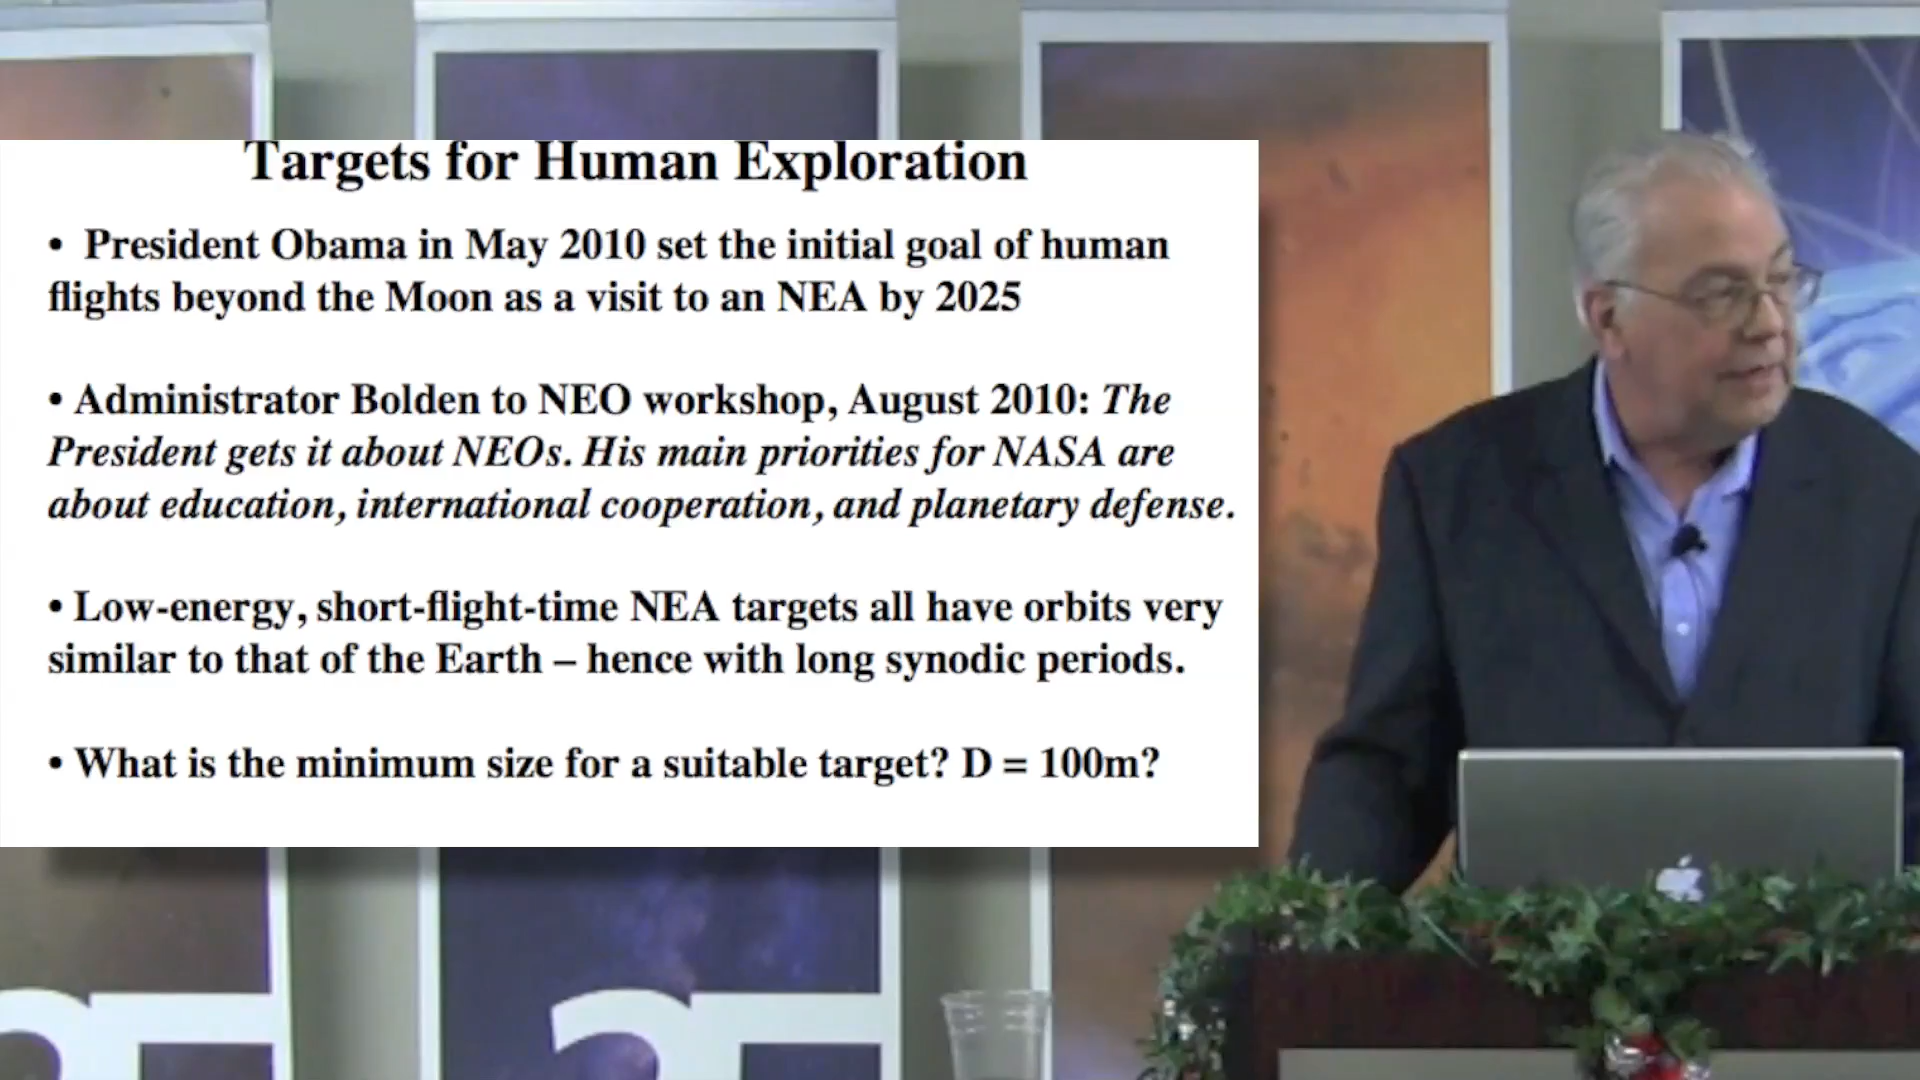 Targets for Human Exploration
• President Obama in May 2010 set the initial goal of human
flights beyond the Moon as a visit to an NEA by 2025
• Administrator Bolden to NEO workshop, August 2010: The
President gets it about NEOs. His main priorities for NASA are
about education, international cooperation, and planetary defense.
• Low-energy, short-flight-time NEA targets all have orbits very
similar to that of the Earth – hence with long synodic periods.
• What is the minimum size for a suitable target? D = 100m?